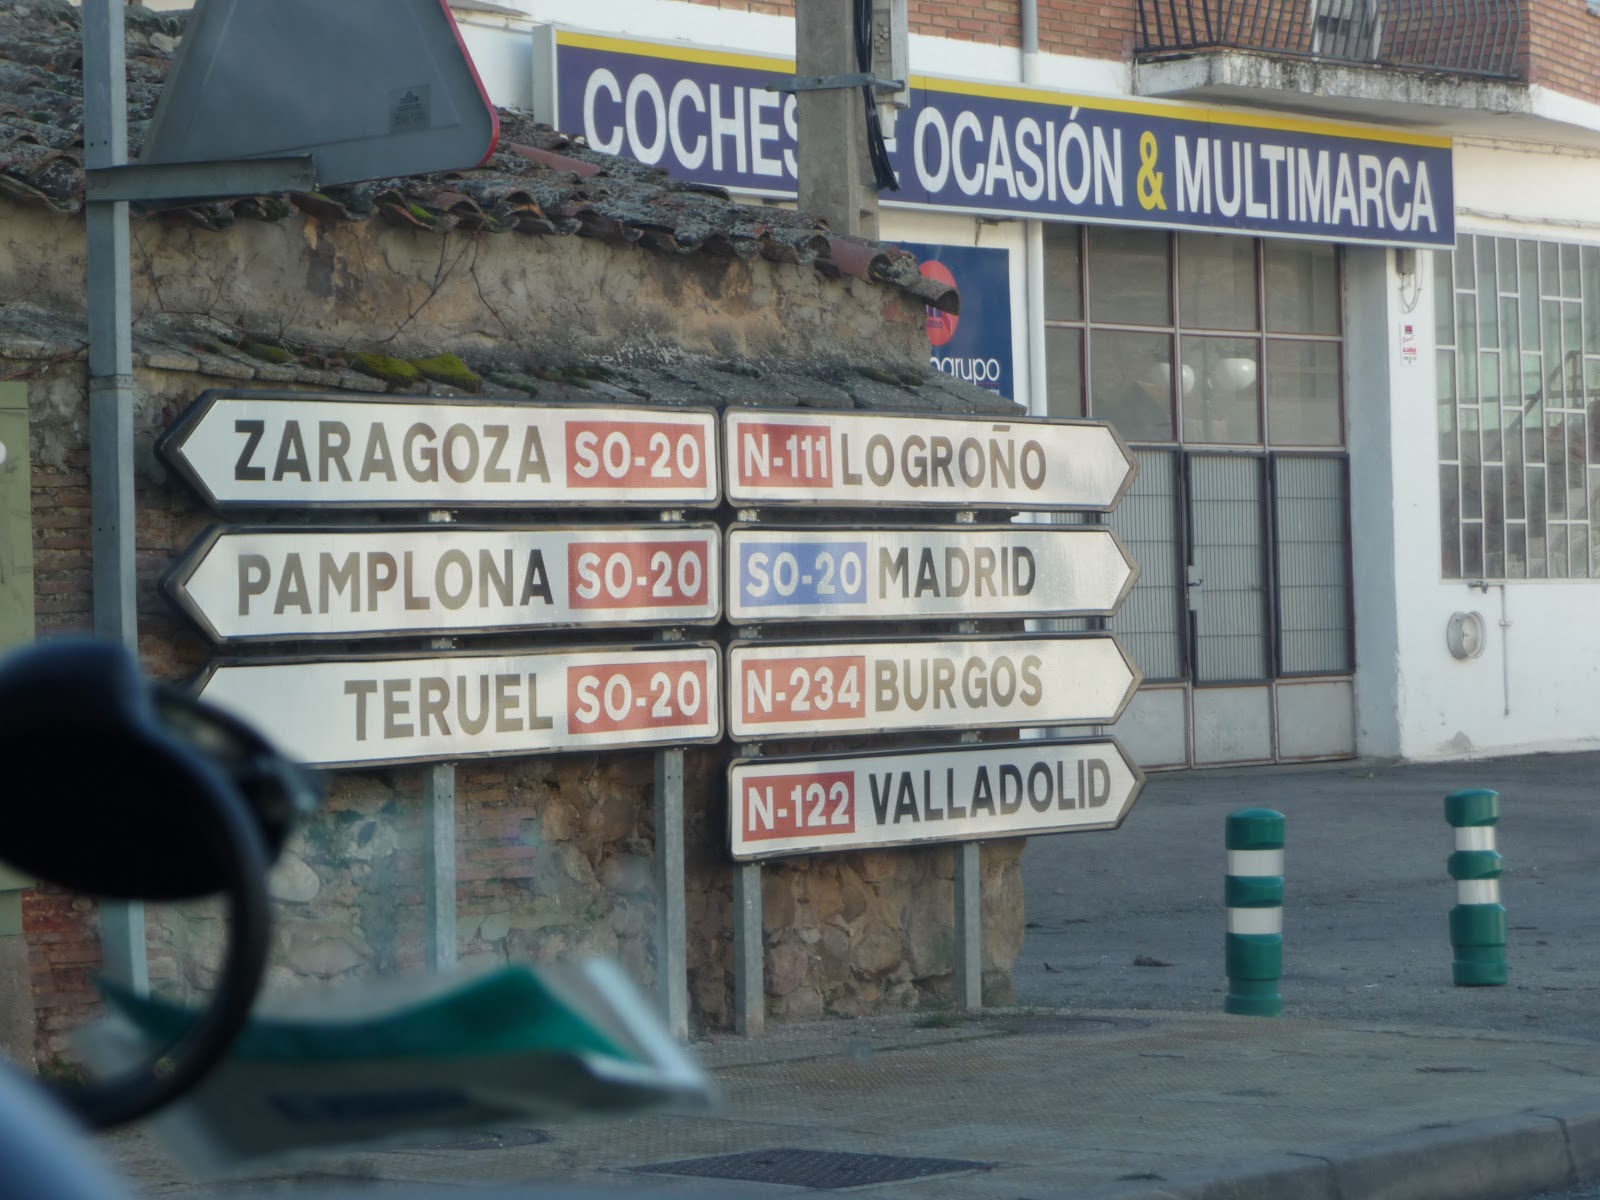 COCHES DE OCASIÓN & MULTIMARCA
ZARAGOZA SO-20
PAMPLONA SO-20
TERUEL SO-20
N-111 LOGROÑO
SO-20 MADRID
N-234 BURGOS
N-122 VALLADOLID